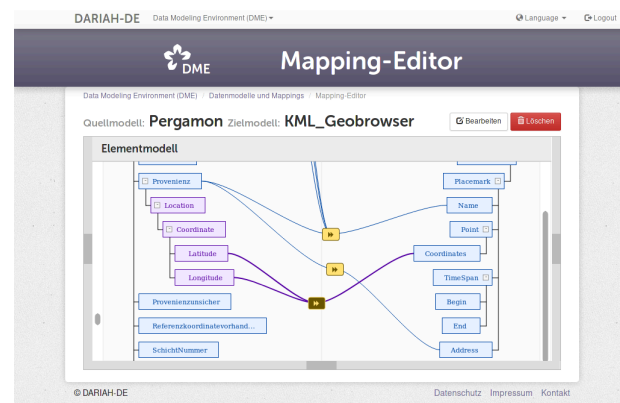 DARIAH-DE Data Modeling Environment (DME) Language Logout
DME Mapping-Editor
Data Modeling Environment (DME) / Datenmodelle und Mappings / Mapping-Editor
Quellmodell: Pergamon Zielmodell: KML_Geobrowser Bearbeiten Löschen
Elementmodell
Provenienz Placemark
Location Name
Coordinate Point
Latitude Coordinates
Longitude TimeSpan
Provenienzunsicher Begin
Referenzkoordinatevorhand... End
SchichtNummer Address
© DARIAH-DE Datenschutz Impressum Kontakt